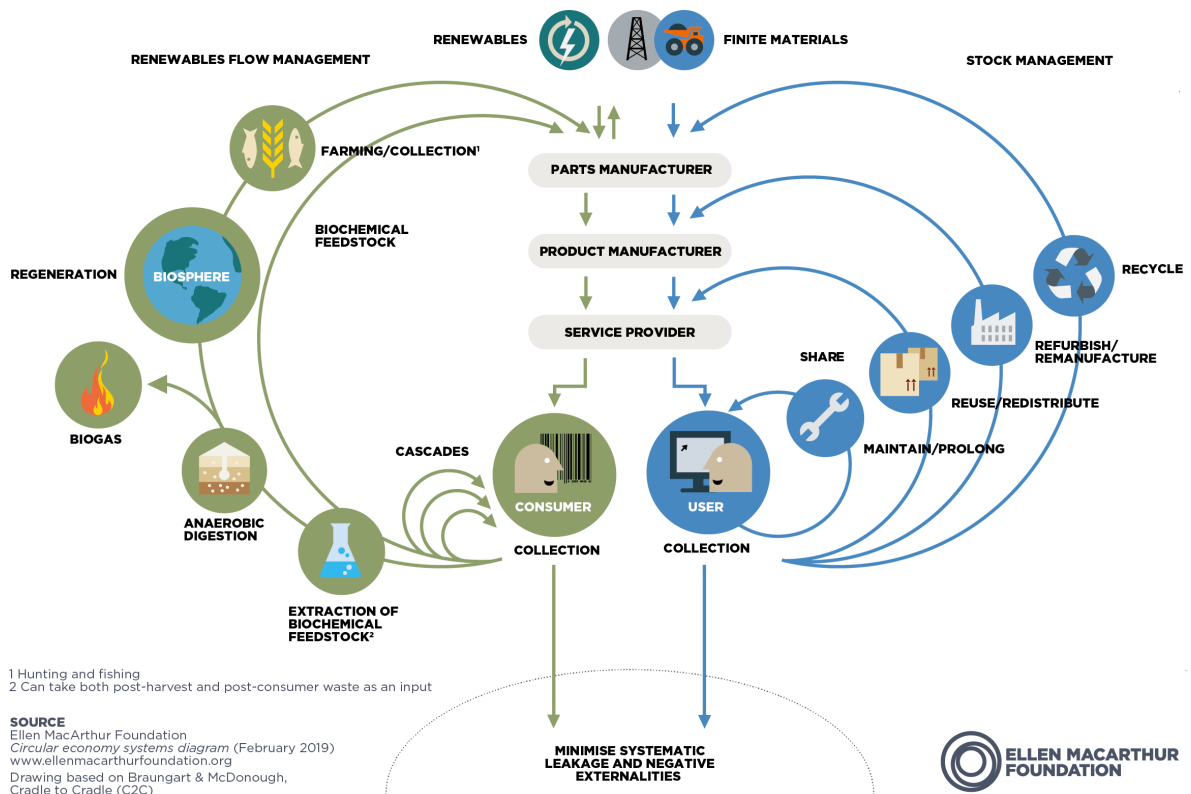 RENEWABLES
FINITE MATERIALS
RENEWABLES FLOW MANAGEMENT
STOCK MANAGEMENT
FARMING/COLLECTION¹
PARTS MANUFACTURER
BIOCHEMICAL
FEEDSTOCK
PRODUCT MANUFACTURER
REGENERATION
BIOSPHERE
RECYCLE
SERVICE PROVIDER
REFURBISH/
REMANUFACTURE
SHARE
REUSE/REDISTRIBUTE
BIOGAS
CASCADES
MAINTAIN/PROLONG
CONSUMER
USER
ANAEROBIC
DIGESTION
COLLECTION
COLLECTION
EXTRACTION OF
BIOCHEMICAL
FEEDSTOCK²
1 Hunting and fishing
2 Can take both post-harvest and post-consumer waste as an input
SOURCE
Ellen MacArthur Foundation
Circular economy systems diagram (February 2019)
www.ellenmacarthurfoundation.org
Drawing based on Braungart & McDonough,
Cradle to Cradle (C2C)
MINIMISE SYSTEMATIC
LEAKAGE AND NEGATIVE
EXTERNALITIES
ELLEN MACARTHUR
FOUNDATION